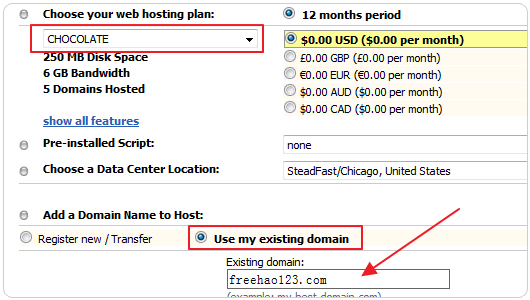 Choose your web hosting plan:
12 months period
CHOCOLATE
$0.00 USD ($0.00 per month)
250 MB Disk Space
£0.00 GBP (£0.00 per month)
6 GB Bandwidth
€0.00 EUR (€0.00 per month)
5 Domains Hosted
$0.00 AUD ($0.00 per month)
$0.00 CAD ($0.00 per month)
show all features
Pre-installed Script:
none
Choose a Data Center Location:
SteadFast/Chicago, United States
Add a Domain Name to Host:
Register new / Transfer
Use my existing domain
Existing domain:
freehao123.com
(example: my-host-domain.com)